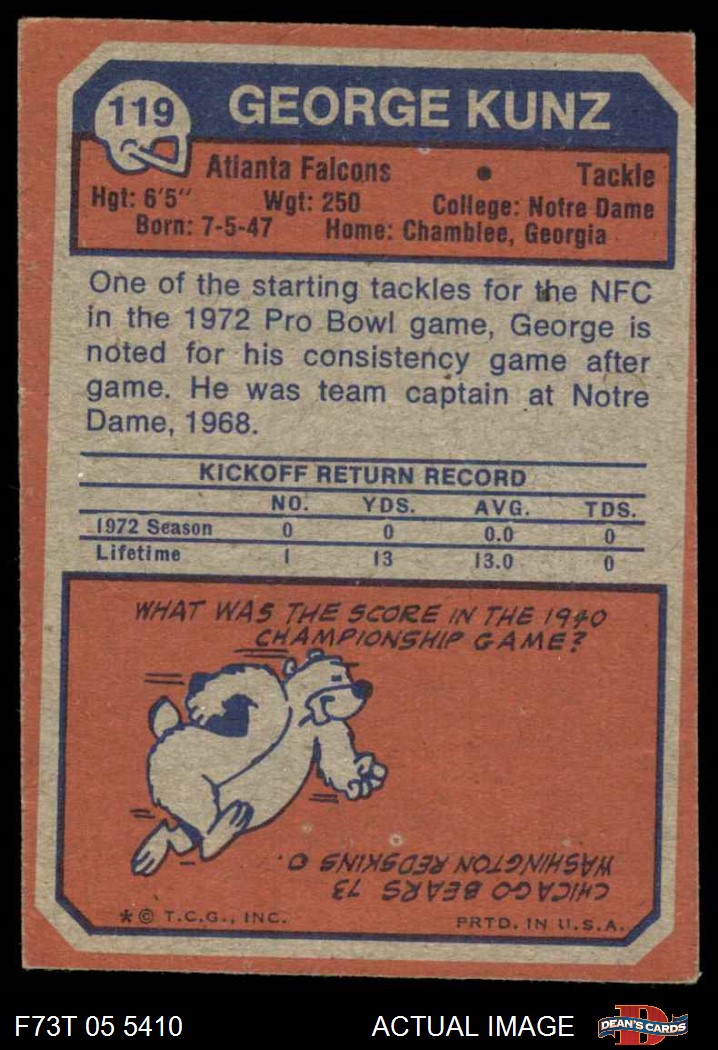 119
GEORGE KUNZ
Atlanta Falcons • Tackle
Hgt: 6'5" Wgt: 250 College: Notre Dame
Born: 7-5-47 Home: Chamblee, Georgia
One of the starting tackles for the NFC
in the 1972 Pro Bowl game, George is
noted for his consistency game after
game. He was team captain at Notre
Dame, 1968.
KICKOFF RETURN RECORD
NO. YDS. AVG. TDS.
1972 Season 0 0 0.0 0
Lifetime 1 13 13.0 0
WHAT WAS THE SCORE IN THE 1940
CHAMPIONSHIP GAME?
CHICAGO BEARS 73
WASHINGTON REDSKINS 0.
* © T.C.G., INC. PRTD. IN U.S.A.
F73T 05 5410 ACTUAL IMAGE
D
DEAN'S CARDS